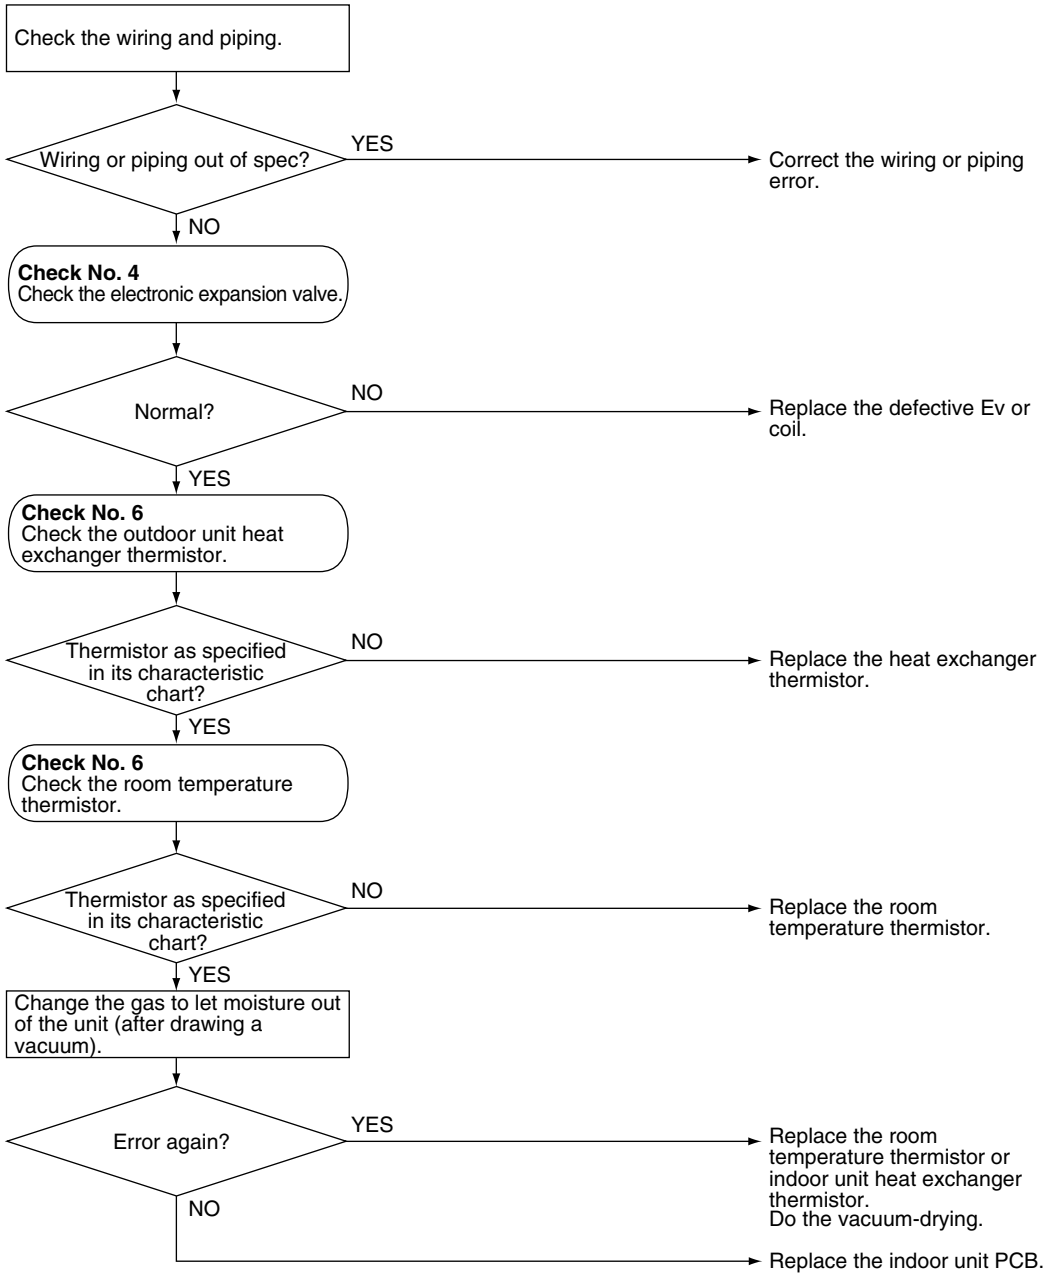 Check the wiring and piping.
YES
Wiring or piping out of spec?
Correct the wiring or piping
error.
NO
Check No. 4
Check the electronic expansion valve.
NO
Normal?
Replace the defective Ev or
coil.
YES
Check No. 6
Check the outdoor unit heat
exchanger thermistor.
NO
Thermistor as specified
in its characteristic
chart?
Replace the heat exchanger
thermistor.
YES
Check No. 6
Check the room temperature
thermistor.
NO
Thermistor as specified
in its characteristic
chart?
Replace the room
temperature thermistor.
YES
Change the gas to let moisture out
of the unit (after drawing a
vacuum).
YES
Error again?
Replace the room
temperature thermistor or
indoor unit heat exchanger
thermistor.
Do the vacuum-drying.
NO
Replace the indoor unit PCB.